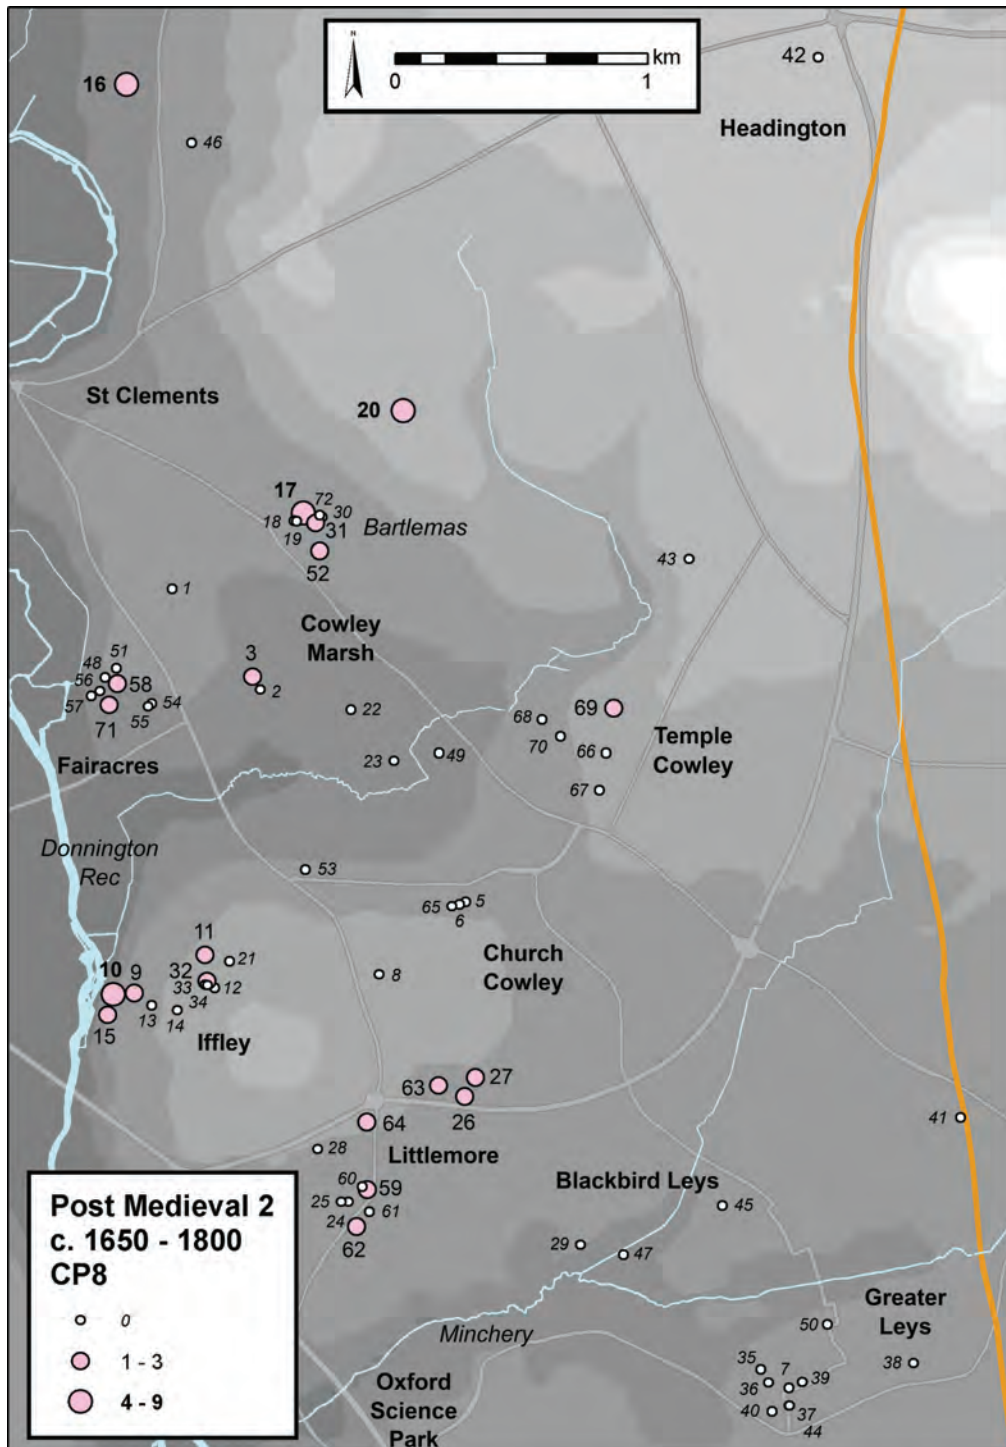 N
km
0
1
42
Headington
16
46
St Clements
20
17
72
30
18
19
31
Bartlemas
52
43
1
Cowley
Marsh
3
2
51
48
56
58
57
54
55
71
Fairacres
22
23
49
68
69
70
66
67
Temple
Cowley
Donnington
Rec
53
65
5
6
Church
Cowley
8
11
21
32
10
9
33
12
34
13
14
15
Iffley
63
27
26
64
Littlemore
28
60
59
25
24
61
62
41
Blackbird Leys
45
29
47
Greater
Leys
50
38
Minchery
35
7
39
36
40
37
44
Oxford
Science
Park
Post Medieval 2
c. 1650 - 1800
CP8
0
1 - 3
4 - 9